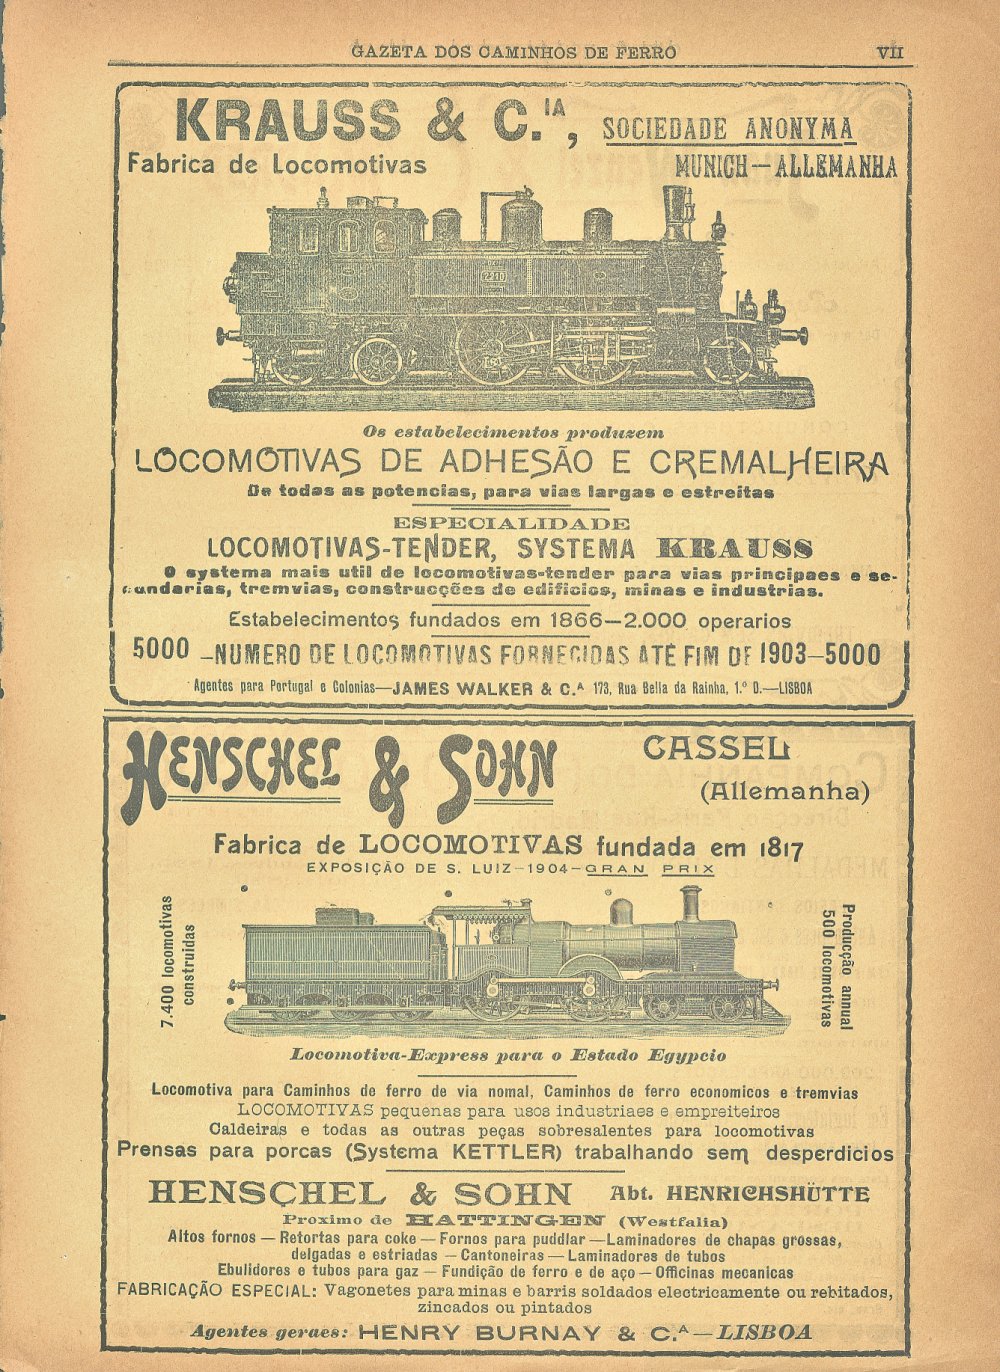 GAZETA DOS CAMINHOS DE FERRO VII
KRAUSS & C.IA, SOCIEDADE ANONYMA
Fabrica de Locomotivas MUNICH—ALLEMANHA
Os estabelecimentos produzem
LOCOMOTIVAS DE ADHESÃO E CREMALHEIRA
De todas as potencias, para vias largas e estreitas
ESPECIALIDADE
LOCOMOTIVAS-TENDER, SYSTEMA KRAUSS
O systema mais util de locomotivas-tender para vias principaes e se-
cundarias, tremvias, construcções de edificios, minas e industrias.
Estabelecimentos fundados em 1866—2.000 operarios
5000—NUMERO DE LOCOMOTIVAS FORNECIDAS ATÉ FIM DE 1903—5000
Agentes para Portugal e Colonias—JAMES WALKER & C.A 173, Rua Bella da Rainha, 1.º D.—LISBOA
HENSCHEL & SOHN CASSEL
(Allemanha)
Fabrica de LOCOMOTIVAS fundada em 1817
EXPOSIÇÃO DE S. LUIZ—1904—GRAN PRIX
7.400 locomotivas
construidas
Producção annual
500 locomotivas
Locomotiva-Express para o Estado Egypcio
Locomotiva para Caminhos de ferro de via nomal, Caminhos de ferro economicos e tremvias
LOCOMOTIVAS pequenas para usos industriaes e empreiteiros
Caldeiras e todas as outras peças sobresalentes para locomotivas
Prensas para porcas (Systema KETTLER) trabalhando sem desperdicios
HENSCHEL & SOHN Abt. HENRICHSHÜTTE
Proximo de HATTINGEN (Westfalia)
Altos fornos — Retortas para coke — Fornos para puddlar — Laminadores de chapas grossas,
delgadas e estriadas — Cantoneiras — Laminadores de tubos
Ebulidores e tubos para gaz — Fundição de ferro e de aço — Officinas mecanicas
FABRICAÇÃO ESPECIAL: Vagonetes para minas e barris soldados electricamente ou rebitados,
zincados ou pintados
Agentes geraes: HENRY BURNAY & C.A—LISBOA